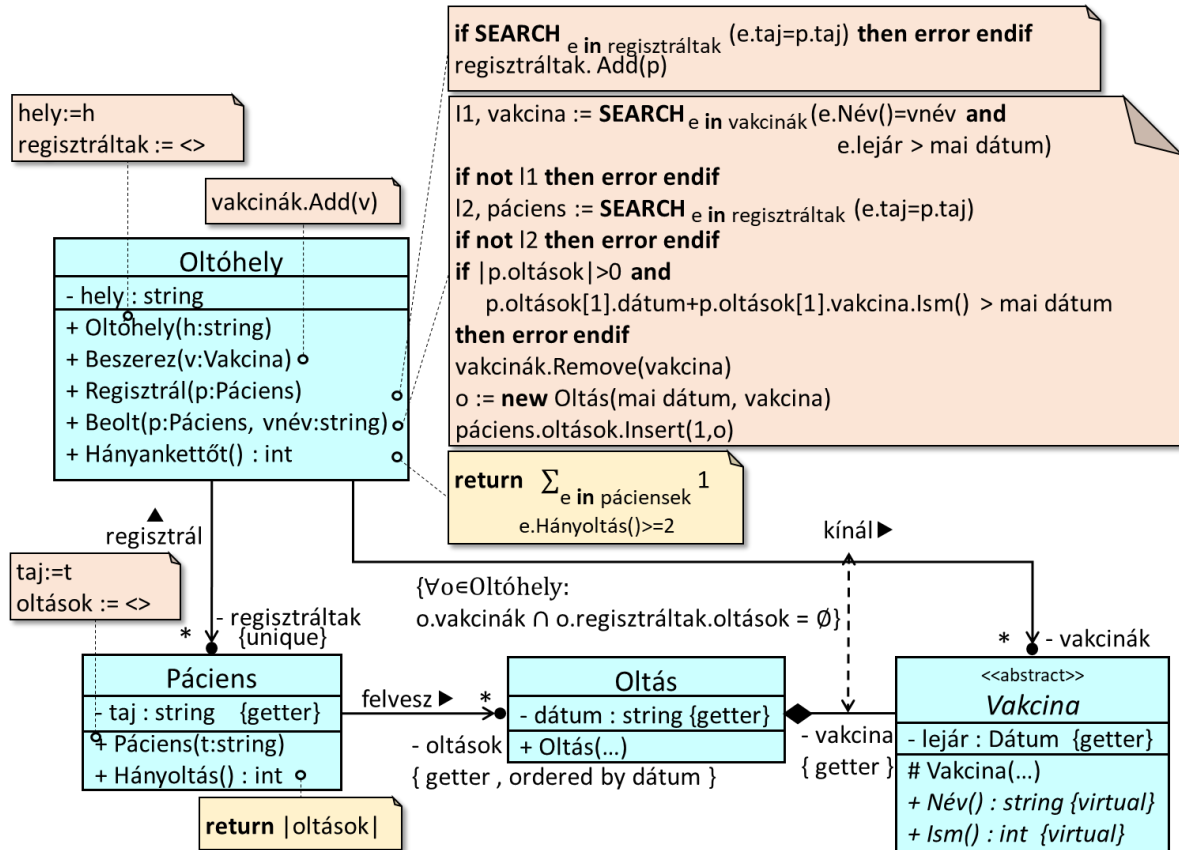 if SEARCH e in regisztráltak (e.taj=p.taj) then error endif
regisztráltak. Add(p)
hely:=h
regisztráltak := <>
vakcinák.Add(v)
l1, vakcina := SEARCH e in vakcinák (e.Név()=vnév and
e.lejár > mai dátum)
if not l1 then error endif
l2, páciens := SEARCH e in regisztráltak (e.taj=p.taj)
if not l2 then error endif
if |p.oltások|>0 and
p.oltások[1].dátum+p.oltások[1].vakcina.Ism() > mai dátum
then error endif
vakcinák.Remove(vakcina)
o := new Oltás(mai dátum, vakcina)
páciens.oltások.Insert(1,o)
Oltóhely
- hely : string
+ Oltóhely(h:string)
+ Beszerez(v:Vakcina)
+ Regisztrál(p:Páciens)
+ Beolt(p:Páciens, vnév:string)
+ Hányankettőt() : int
return ∑ e in páciensek 1
e.Hányoltás()>=2
▲
regisztrál
kínál ▶
taj:=t
oltások := <>
{∀o∈Oltóhely:
o.vakcinák ∩ o.regisztráltak.oltások = ∅}
- regisztráltak
* {unique}
* - vakcinák
Páciens
- taj : string {getter}
+ Páciens(t:string)
+ Hányoltás() : int
return |oltások|
felvesz ▶ *
- oltások
{ getter , ordered by dátum }
Oltás
- dátum : string {getter}
+ Oltás(...)
- vakcina
{ getter }
<<abstract>>
Vakcina
- lejár : Dátum {getter}
# Vakcina(...)
+ Név() : string {virtual}
+ Ism() : int {virtual}